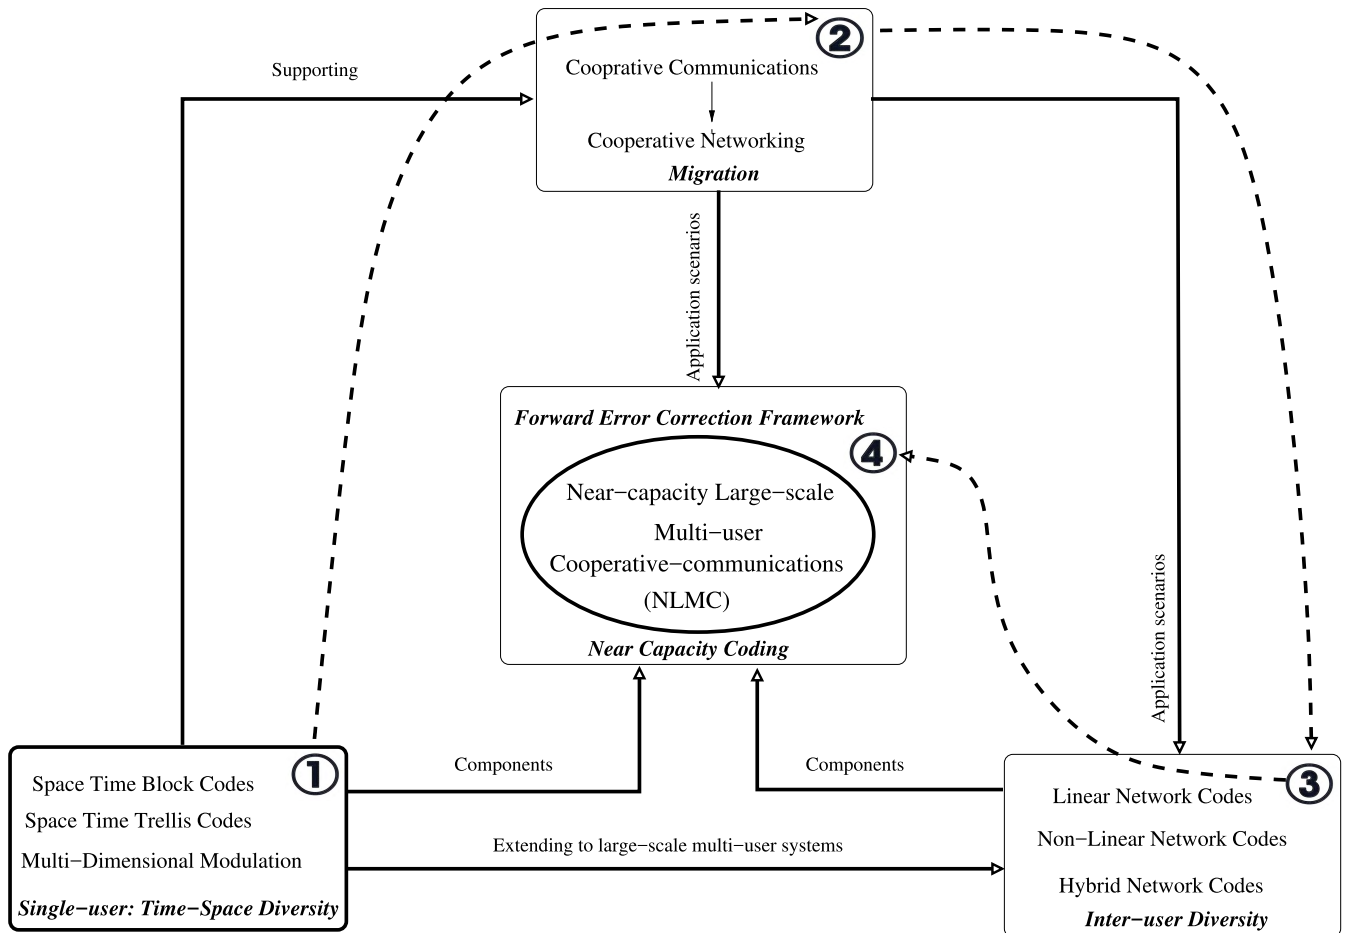 2
Supporting
Cooprative Communications
Cooperative Networking
Migration
Application scenarios
Forward Error Correction Framework
4
Near−capacity Large−scale
Multi−user
Cooperative−communications
(NLMC)
Near Capacity Coding
Application scenarios
1
Space Time Block Codes
Space Time Trellis Codes
Multi−Dimensional Modulation
Single−user: Time−Space Diversity
Components
Components
Extending to large−scale multi−user systems
3
Linear Network Codes
Non−Linear Network Codes
Hybrid Network Codes
Inter−user Diversity